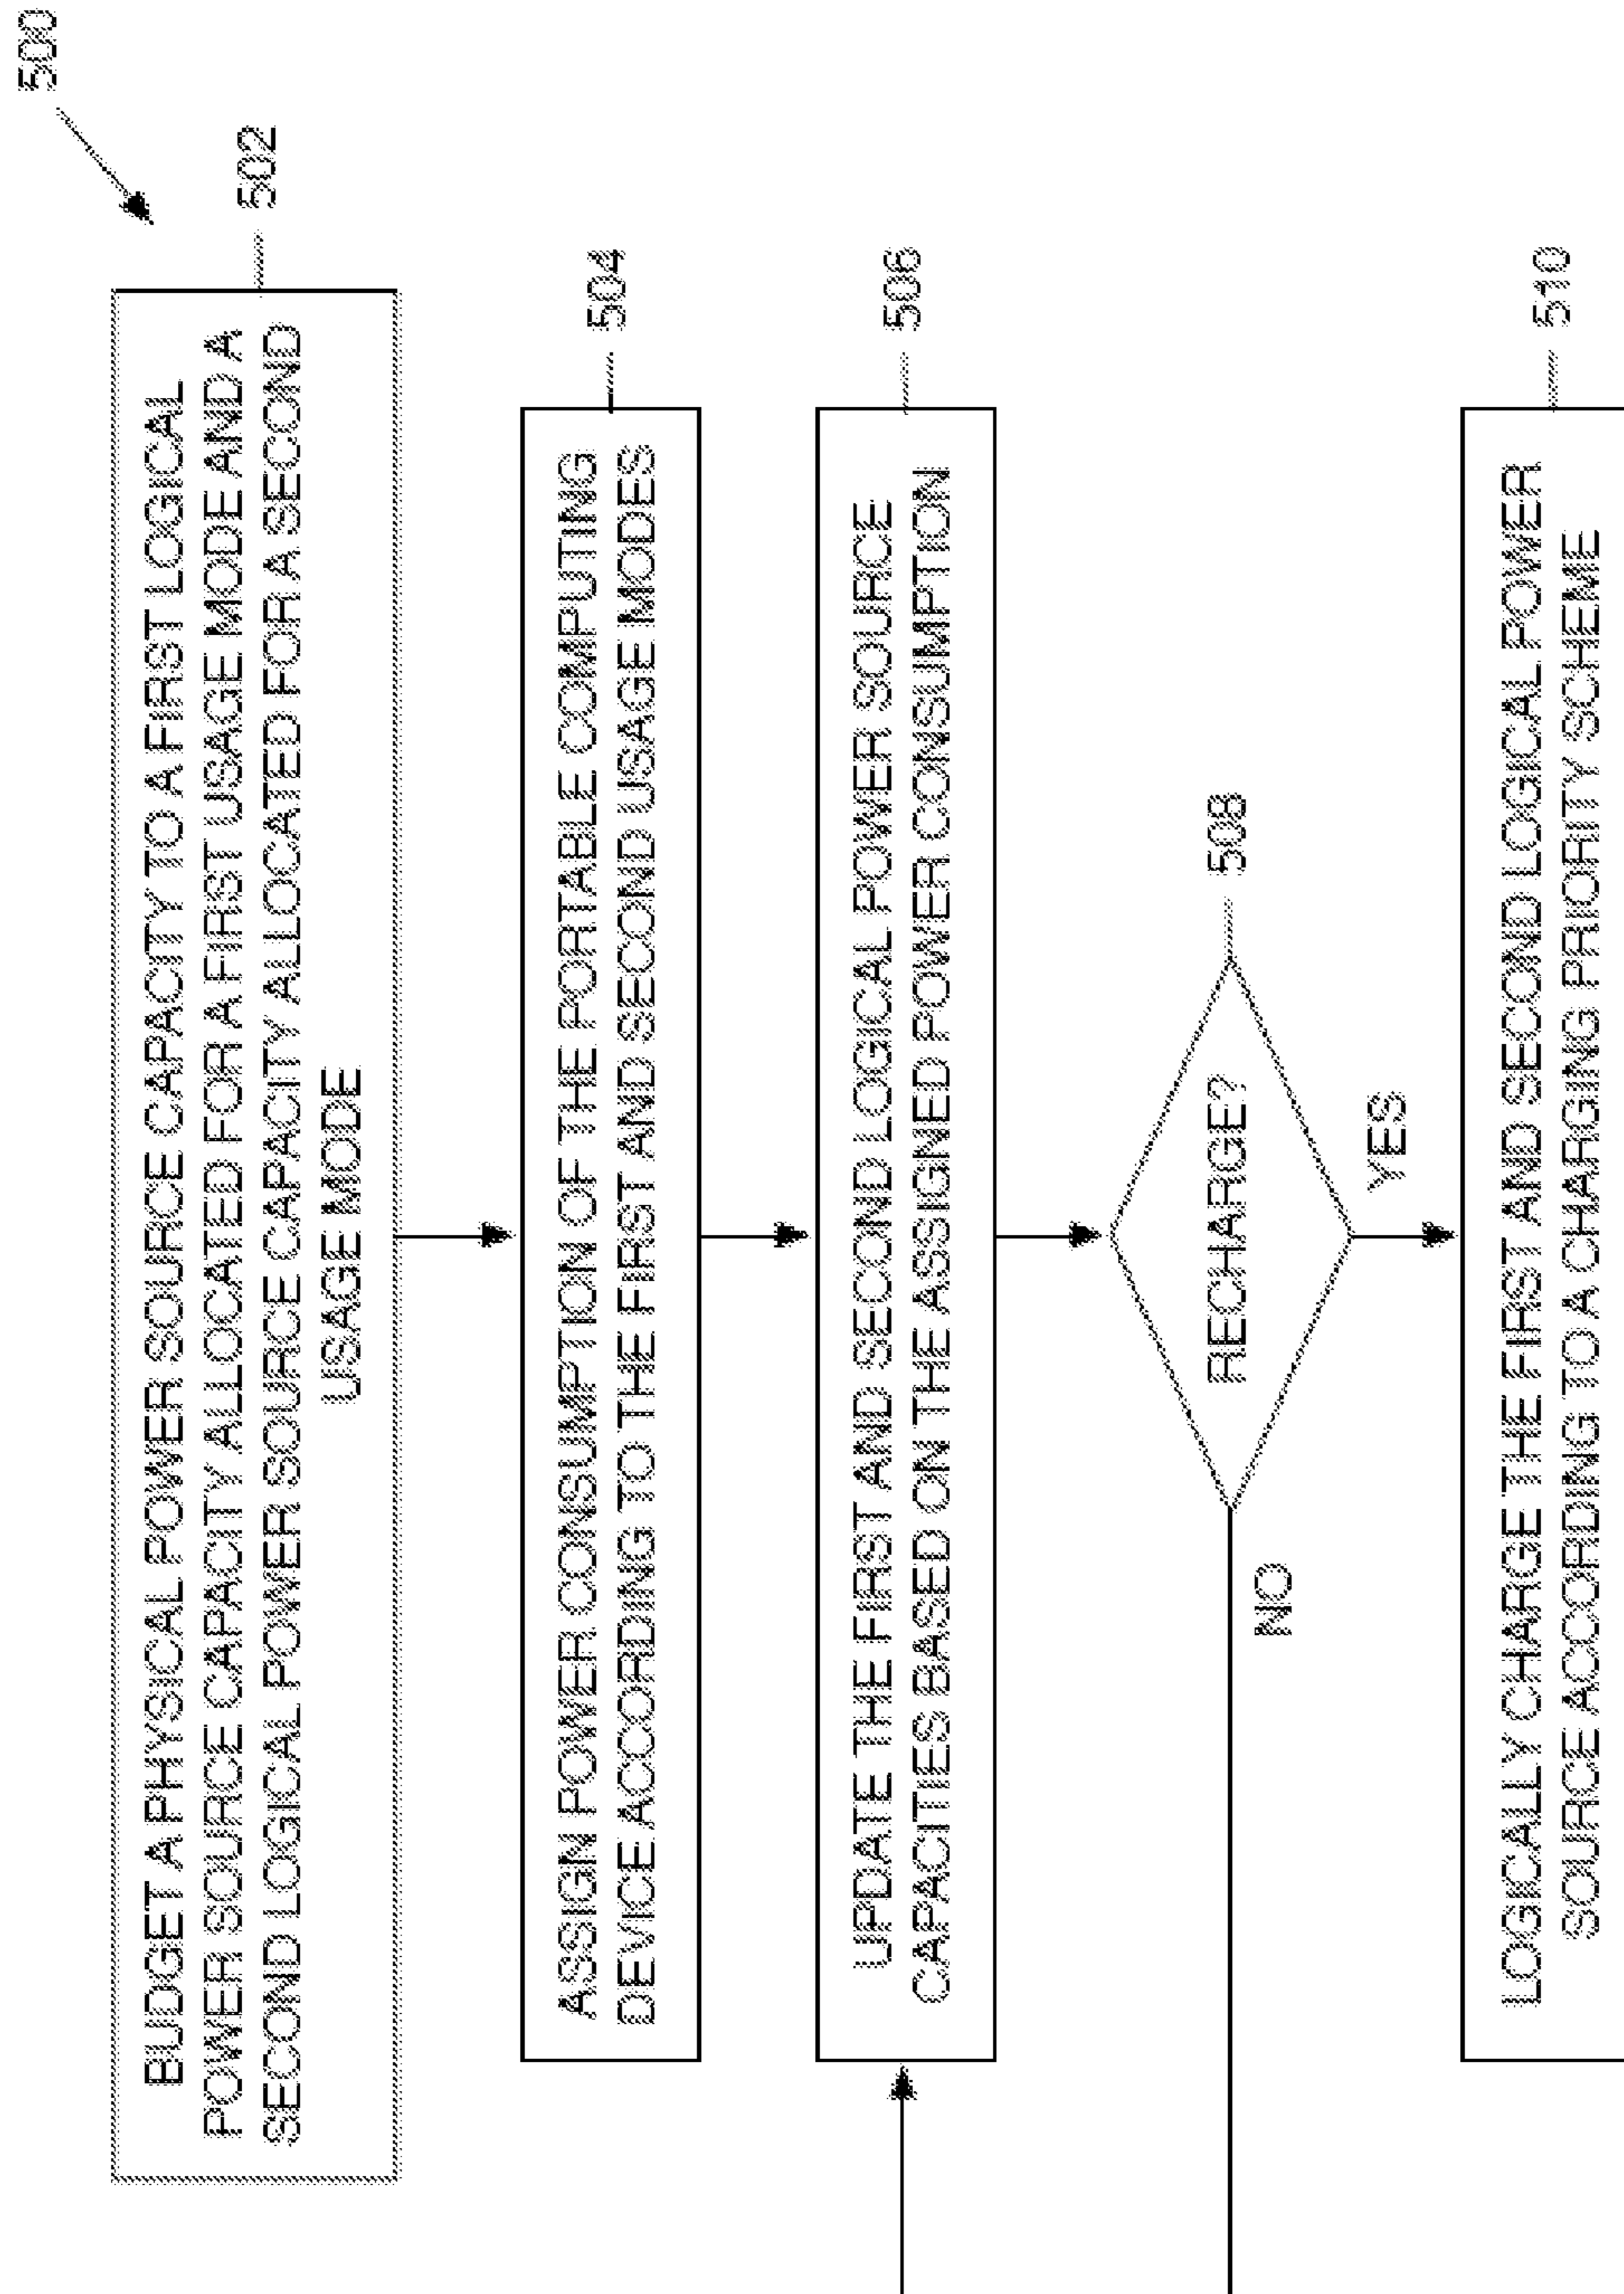 500
BUDGET A PHYSICAL POWER SOURCE CAPACITY TO A FIRST LOGICAL
POWER SOURCE CAPACITY ALLOCATED FOR A FIRST USAGE MODE AND A
SECOND LOGICAL POWER SOURCE CAPACITY ALLOCATED FOR A SECOND
USAGE MODE
502
ASSIGN POWER CONSUMPTION OF THE PORTABLE COMPUTING
DEVICE ACCORDING TO THE FIRST AND SECOND USAGE MODES
504
UPDATE THE FIRST AND SECOND LOGICAL POWER SOURCE
CAPACITIES BASED ON THE ASSIGNED POWER CONSUMPTION
506
RECHARGE?
508
NO
YES
LOGICALLY CHARGE THE FIRST AND SECOND LOGICAL POWER
SOURCE ACCORDING TO A CHARGING PRIORITY SCHEME
510